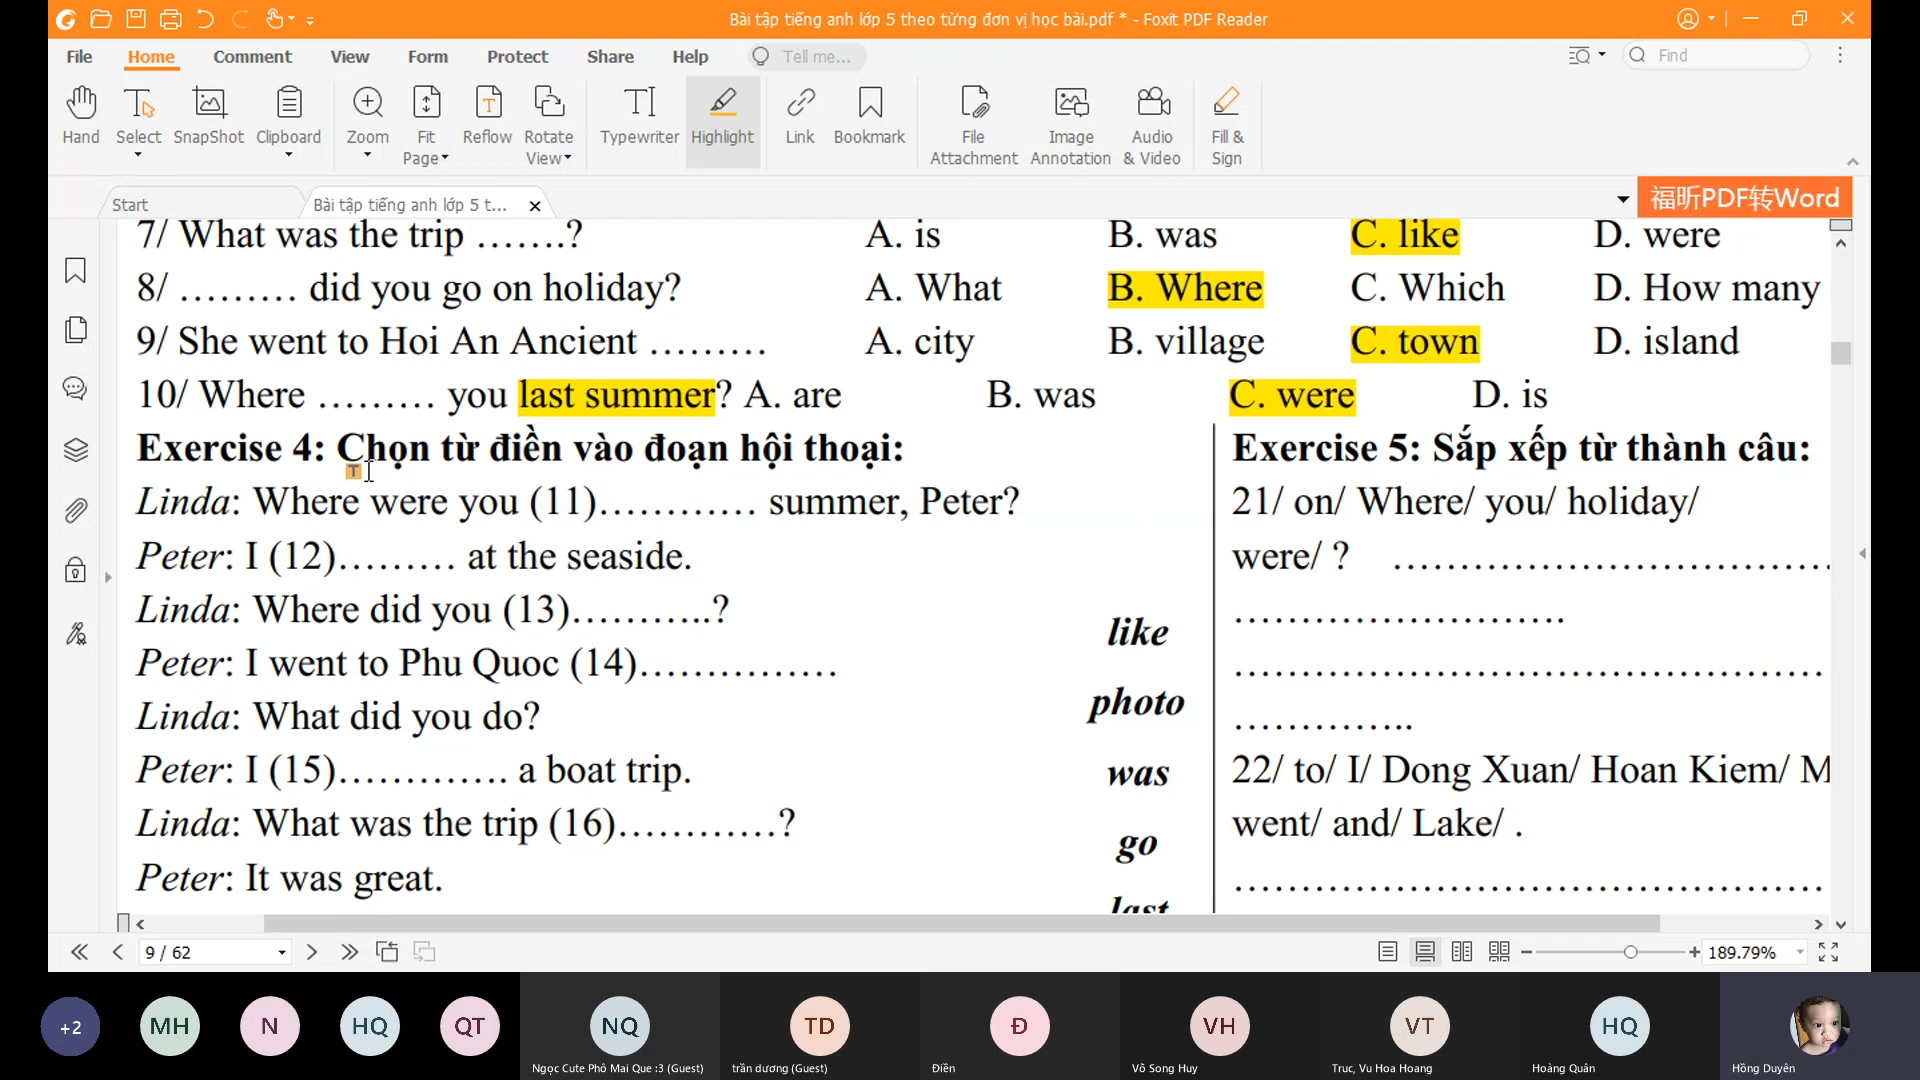 Bài tập tiếng anh lớp 5 theo từng đơn vị học bài.pdf * - Foxit PDF Reader
File Home Comment View Form Protect Share Help Tell me... Find
Hand Select SnapShot Clipboard Zoom Fit Page Reflow Rotate View Typewriter Highlight Link Bookmark File Attachment Image Annotation Audio & Video Fill & Sign
Start Bài tập tiếng anh lớp 5 t... 福昕PDF转Word
7/ What was the trip …….? A. is B. was C. like D. were
8/ ……… did you go on holiday? A. What B. Where C. Which D. How many
9/ She went to Hoi An Ancient ……… A. city B. village C. town D. island
10/ Where ……… you last summer? A. are B. was C. were D. is
Exercise 4: Chọn từ điền vào đoạn hội thoại:
Linda: Where were you (11)………… summer, Peter?
Peter: I (12)……… at the seaside.
Linda: Where did you (13)………..?
Peter: I went to Phu Quoc (14)……………
Linda: What did you do?
Peter: I (15)…………. a boat trip.
Linda: What was the trip (16)…………?
Peter: It was great.
like
photo
was
go
last
Exercise 5: Sắp xếp từ thành câu:
21/ on/ Where/ you/ holiday/
were/ ? ……………………………
…………………….
………………………………………
…………..
22/ to/ I/ Dong Xuan/ Hoan Kiem/ M
went/ and/ Lake/ .
………………………………………
9 / 62 189.79%
+2 MH N HQ QT NQ TD Đ VH VT HQ
Ngọc Cute Phô Mai Que :3 (Guest) trần dương (Guest) Điền Võ Song Huy Truc, Vu Hoa Hoang Hoàng Quân Hồng Duyên